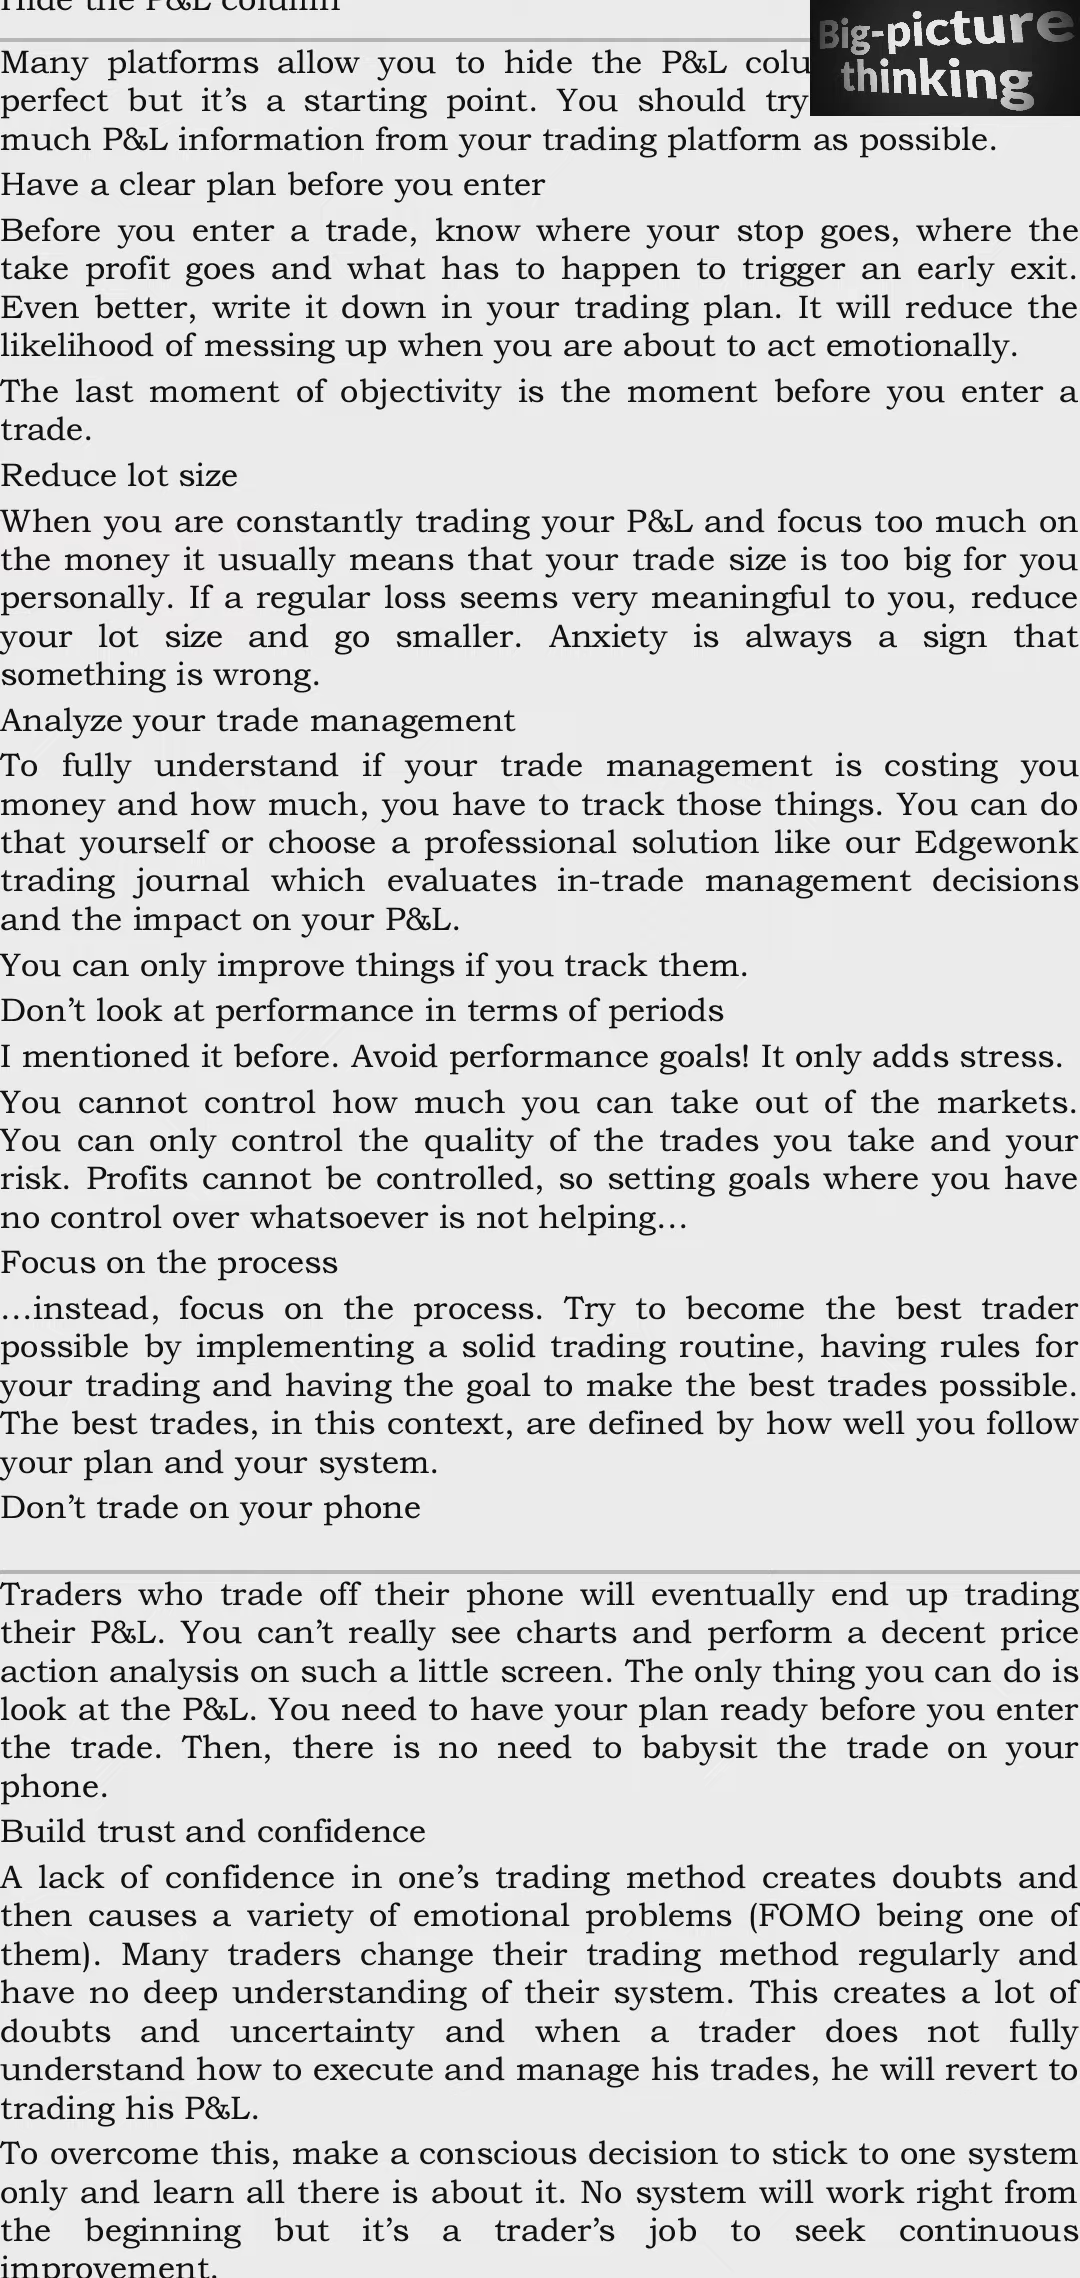 Hide the P&L column
Big-picture
thinking
Many platforms allow you to hide the P&L colu
perfect but it’s a starting point. You should try
much P&L information from your trading platform as possible.
Have a clear plan before you enter
Before you enter a trade, know where your stop goes, where the
take profit goes and what has to happen to trigger an early exit.
Even better, write it down in your trading plan. It will reduce the
likelihood of messing up when you are about to act emotionally.
The last moment of objectivity is the moment before you enter a
trade.
Reduce lot size
When you are constantly trading your P&L and focus too much on
the money it usually means that your trade size is too big for you
personally. If a regular loss seems very meaningful to you, reduce
your lot size and go smaller. Anxiety is always a sign that
something is wrong.
Analyze your trade management
To fully understand if your trade management is costing you
money and how much, you have to track those things. You can do
that yourself or choose a professional solution like our Edgewonk
trading journal which evaluates in-trade management decisions
and the impact on your P&L.
You can only improve things if you track them.
Don’t look at performance in terms of periods
I mentioned it before. Avoid performance goals! It only adds stress.
You cannot control how much you can take out of the markets.
You can only control the quality of the trades you take and your
risk. Profits cannot be controlled, so setting goals where you have
no control over whatsoever is not helping…
Focus on the process
…instead, focus on the process. Try to become the best trader
possible by implementing a solid trading routine, having rules for
your trading and having the goal to make the best trades possible.
The best trades, in this context, are defined by how well you follow
your plan and your system.
Don’t trade on your phone
Traders who trade off their phone will eventually end up trading
their P&L. You can’t really see charts and perform a decent price
action analysis on such a little screen. The only thing you can do is
look at the P&L. You need to have your plan ready before you enter
the trade. Then, there is no need to babysit the trade on your
phone.
Build trust and confidence
A lack of confidence in one’s trading method creates doubts and
then causes a variety of emotional problems (FOMO being one of
them). Many traders change their trading method regularly and
have no deep understanding of their system. This creates a lot of
doubts and uncertainty and when a trader does not fully
understand how to execute and manage his trades, he will revert to
trading his P&L.
To overcome this, make a conscious decision to stick to one system
only and learn all there is about it. No system will work right from
the beginning but it’s a trader’s job to seek continuous
improvement.